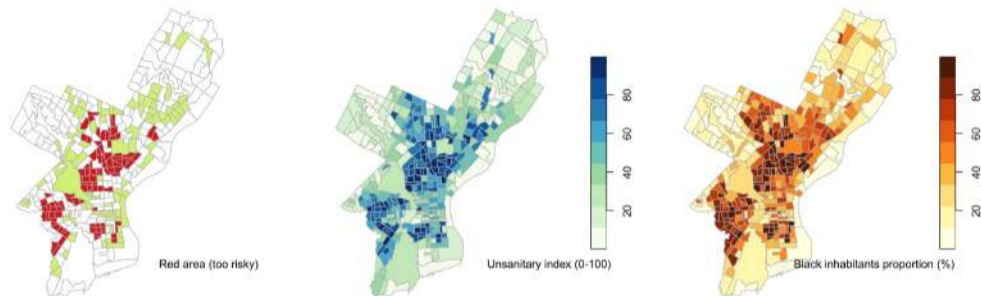 80
60
40
20
80
60
40
20
Red area (too risky)
Unsanitary index (0-100)
Black inhabitants proportion (%)